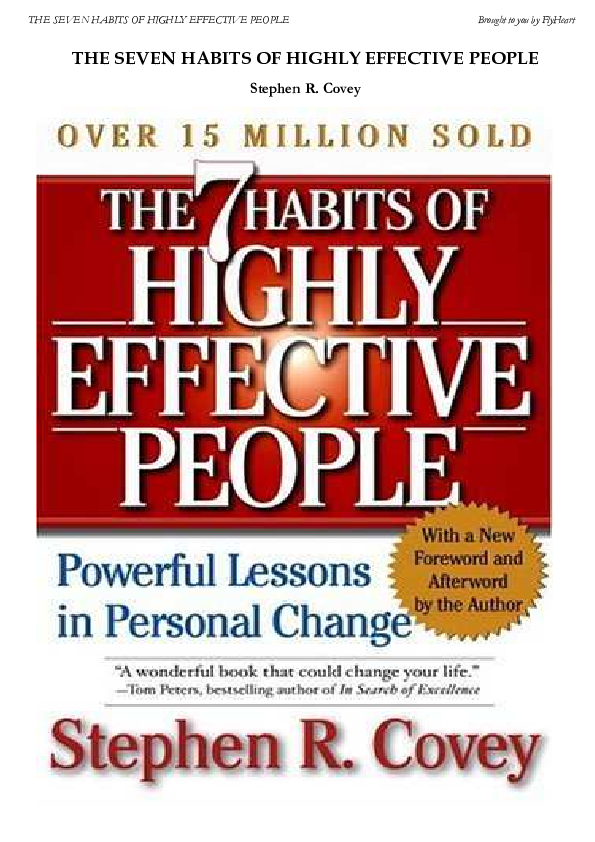 THE SEVEN HABITS OF HIGHLY EFFECTIVE PEOPLE Brought to you by FlyHeart
THE SEVEN HABITS OF HIGHLY EFFECTIVE PEOPLE
Stephen R. Covey
OVER 15 MILLION SOLD
THE 7 HABITS OF
HIGHLY
EFFECTIVE
PEOPLE
With a New
Foreword and
Afterword
by the Author
Powerful Lessons
in Personal Change
“A wonderful book that could change your life.”
—Tom Peters, bestselling author of In Search of Excellence
Stephen R. Covey